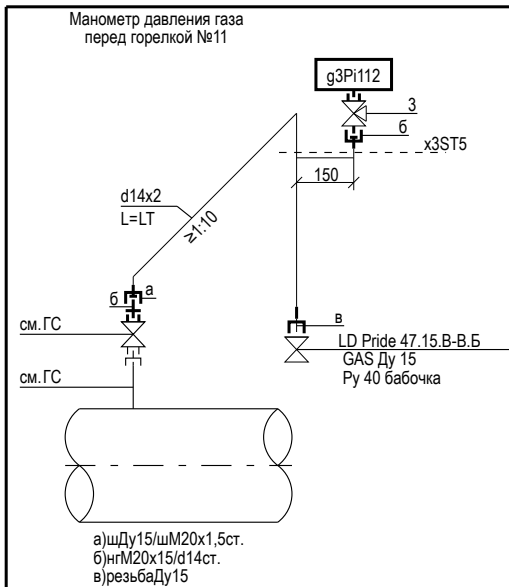 Манометр давления газа
перед горелкой №11
g3Pi112
3
б
x3ST5
150
d14x2
L=LT
≥1:10
а
б
в
см.ГС
LD Pride 47.15.В-В.Б
GAS Ду 15
Ру 40 бабочка
см.ГС
а)шДу15/шМ20х1,5ст.
б)нгМ20х15/d14ст.
в)резьбаДу15